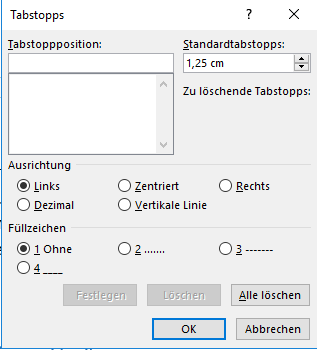 Tabstopps
Tabstoppposition:
Standardtabstopps:
1,25 cm
Zu löschende Tabstopps:
Ausrichtung
Links Zentriert Rechts
Dezimal Vertikale Linie
Füllzeichen
1 Ohne 2 ....... 3 -------
4 ____
Festlegen Löschen Alle löschen
OK Abbrechen